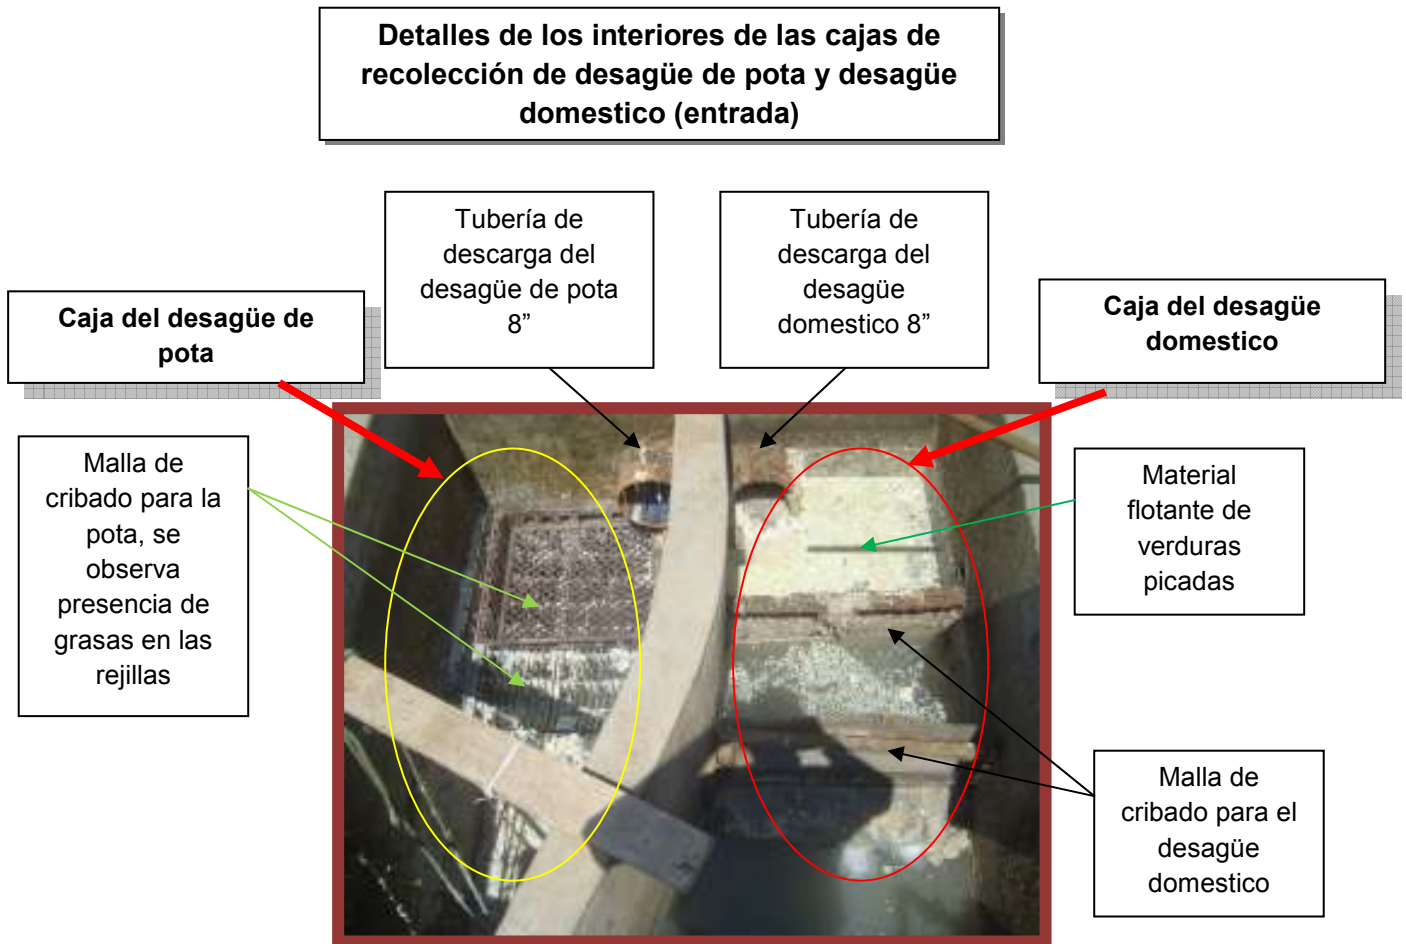 Detalles de los interiores de las cajas de
recolección de desagüe de pota y desagüe
domestico (entrada)
Tubería de
descarga del
desagüe de pota
8”
Tubería de
descarga del
desagüe
domestico 8”
Caja del desagüe de
pota
Caja del desagüe
domestico
Malla de
cribado para la
pota, se
observa
presencia de
grasas en las
rejillas
Material
flotante de
verduras
picadas
Malla de
cribado para el
desagüe
domestico